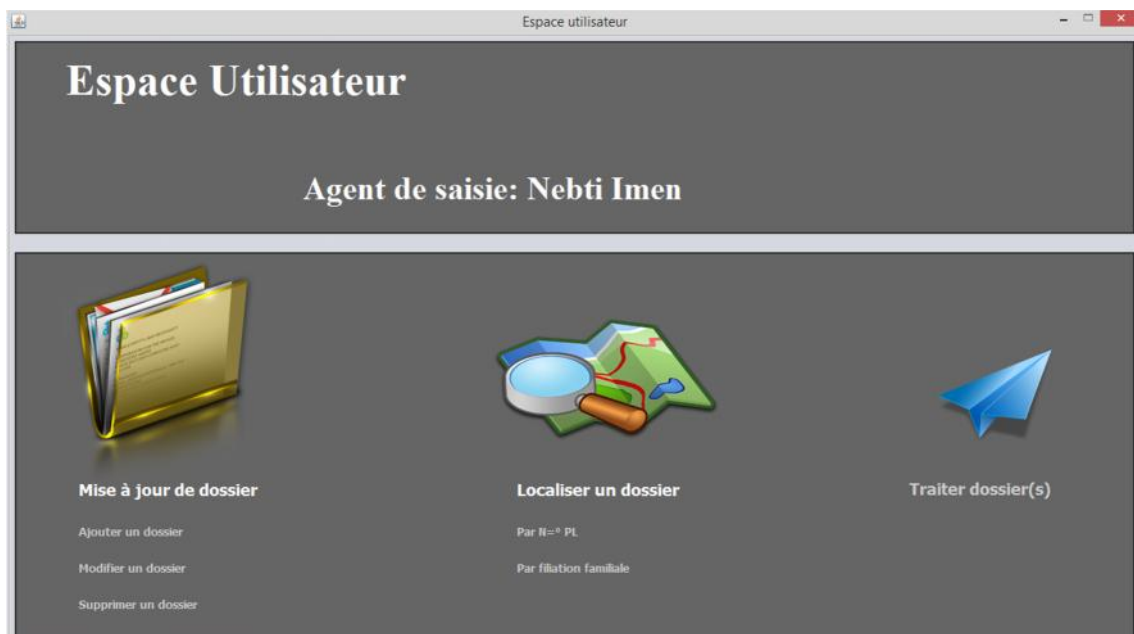 Espace utilisateur
Espace Utilisateur
Agent de saisie: Nebti Imen
Mise à jour de dossier
Ajouter un dossier
Modifier un dossier
Supprimer un dossier
Localiser un dossier
Par N=° PL
Par filiation familiale
Traiter dossier(s)